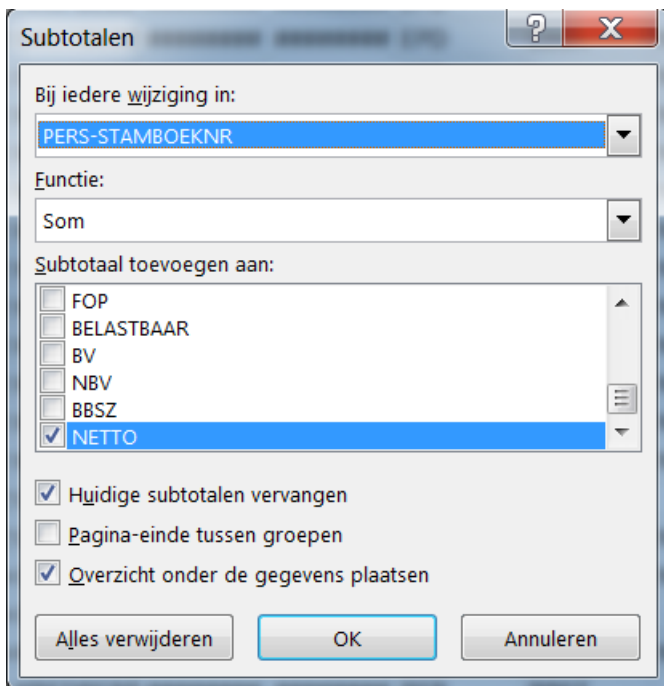 Subtotalen
Bij iedere wijziging in:
PERS-STAMBOEKNR
Functie:
Som
Subtotaal toevoegen aan:
FOP
BELASTBAAR
BV
NBV
BBSZ
NETTO
Huidige subtotalen vervangen
Pagina-einde tussen groepen
Overzicht onder de gegevens plaatsen
Alles verwijderen OK Annuleren